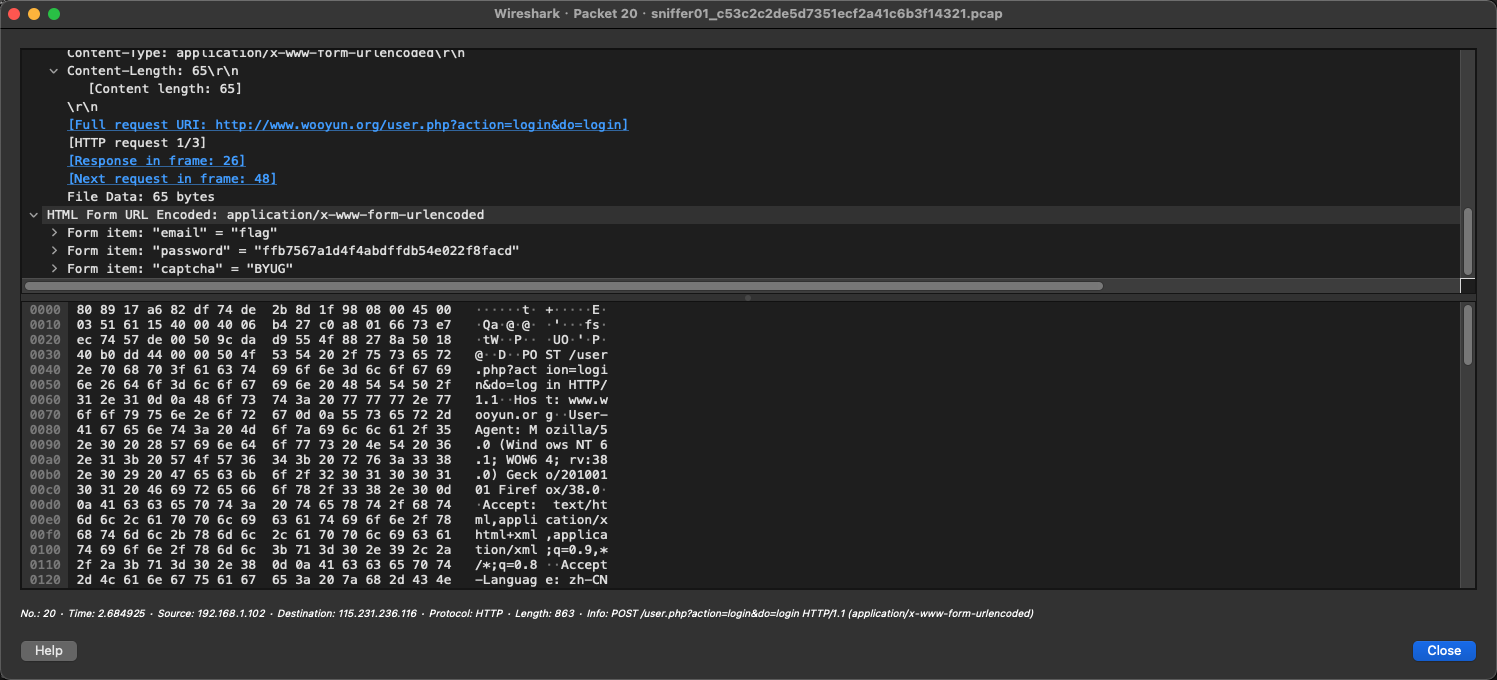 Wireshark · Packet 20 · sniffer01_c53c2c2de5d7351ecf2a41c6b3f14321.pcap
Content-Type: application/x-www-form-urlencoded\r\n
Content-Length: 65\r\n
[Content length: 65]
\r\n
[Full request URI: http://www.wooyun.org/user.php?action=login&do=login]
[HTTP request 1/3]
[Response in frame: 26]
[Next request in frame: 48]
File Data: 65 bytes
HTML Form URL Encoded: application/x-www-form-urlencoded
Form item: "email" = "flag"
Form item: "password" = "ffb7567a1d4f4abdffdb54e022f8facd"
Form item: "captcha" = "BYUG"
0000 80 89 17 a6 82 df 74 de 2b 8d 1f 98 08 00 45 00 ······t· +·····E·
0010 03 51 61 15 40 00 40 06 b4 27 c0 a8 01 66 73 e7 ·Qa·@·@· ·'···fs·
0020 ec 74 57 de 00 50 9c da d9 55 4f 88 27 8a 50 18 ·tW··P·· ·UO·'·P·
0030 40 b0 dd 44 00 00 50 4f 53 54 20 2f 75 73 65 72 @··D··PO ST /user
0040 2e 70 68 70 3f 61 63 74 69 6f 6e 3d 6c 6f 67 69 .php?act ion=logi
0050 6e 26 64 6f 3d 6c 6f 67 69 6e 20 48 54 54 50 2f n&do=log in HTTP/
0060 31 2e 31 0d 0a 48 6f 73 74 3a 20 77 77 77 2e 77 1.1··Hos t: www.w
0070 6f 6f 79 75 6e 2e 6f 72 67 0d 0a 55 73 65 72 2d ooyun.or g··User-
0080 41 67 65 6e 74 3a 20 4d 6f 7a 69 6c 6c 61 2f 35 Agent: M ozilla/5
0090 2e 30 20 28 57 69 6e 64 6f 77 73 20 4e 54 20 36 .0 (Wind ows NT 6
00a0 2e 31 3b 20 57 4f 57 36 34 3b 20 72 76 3a 33 38 .1; WOW6 4; rv:38
00b0 2e 30 29 20 47 65 63 6b 6f 2f 32 30 31 30 30 31 .0) Geck o/201001
00c0 30 31 20 46 69 72 65 66 6f 78 2f 33 38 2e 30 0d 01 Firef ox/38.0·
00d0 0a 41 63 63 65 70 74 3a 20 74 65 78 74 2f 68 74 ·Accept: text/ht
00e0 6d 6c 2c 61 70 70 6c 69 63 61 74 69 6f 6e 2f 78 ml,appli cation/x
00f0 68 74 6d 6c 2b 78 6d 6c 2c 61 70 70 6c 69 63 61 html+xml ,applica
0100 74 69 6f 6e 2f 78 6d 6c 3b 71 3d 30 2e 39 2c 2a tion/xml ;q=0.9,*
0110 2f 2a 3b 71 3d 30 2e 38 0d 0a 41 63 63 65 70 74 /*;q=0.8 ··Accept
0120 2d 4c 61 6e 67 75 61 67 65 3a 20 7a 68 2d 43 4e -Languag e: zh-CN
No.: 20 · Time: 2.684925 · Source: 192.168.1.102 · Destination: 115.231.236.116 · Protocol: HTTP · Length: 863 · Info: POST /user.php?action=login&do=login HTTP/1.1 (application/x-www-form-urlencoded)
Help
Close